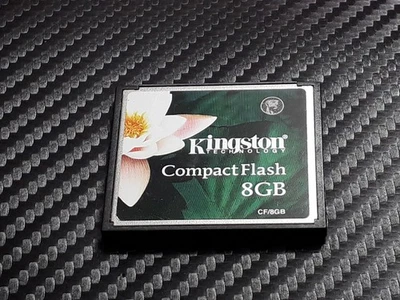 Kingston
TECHNOLOGY
CompactFlash
8GB
CF/8GB